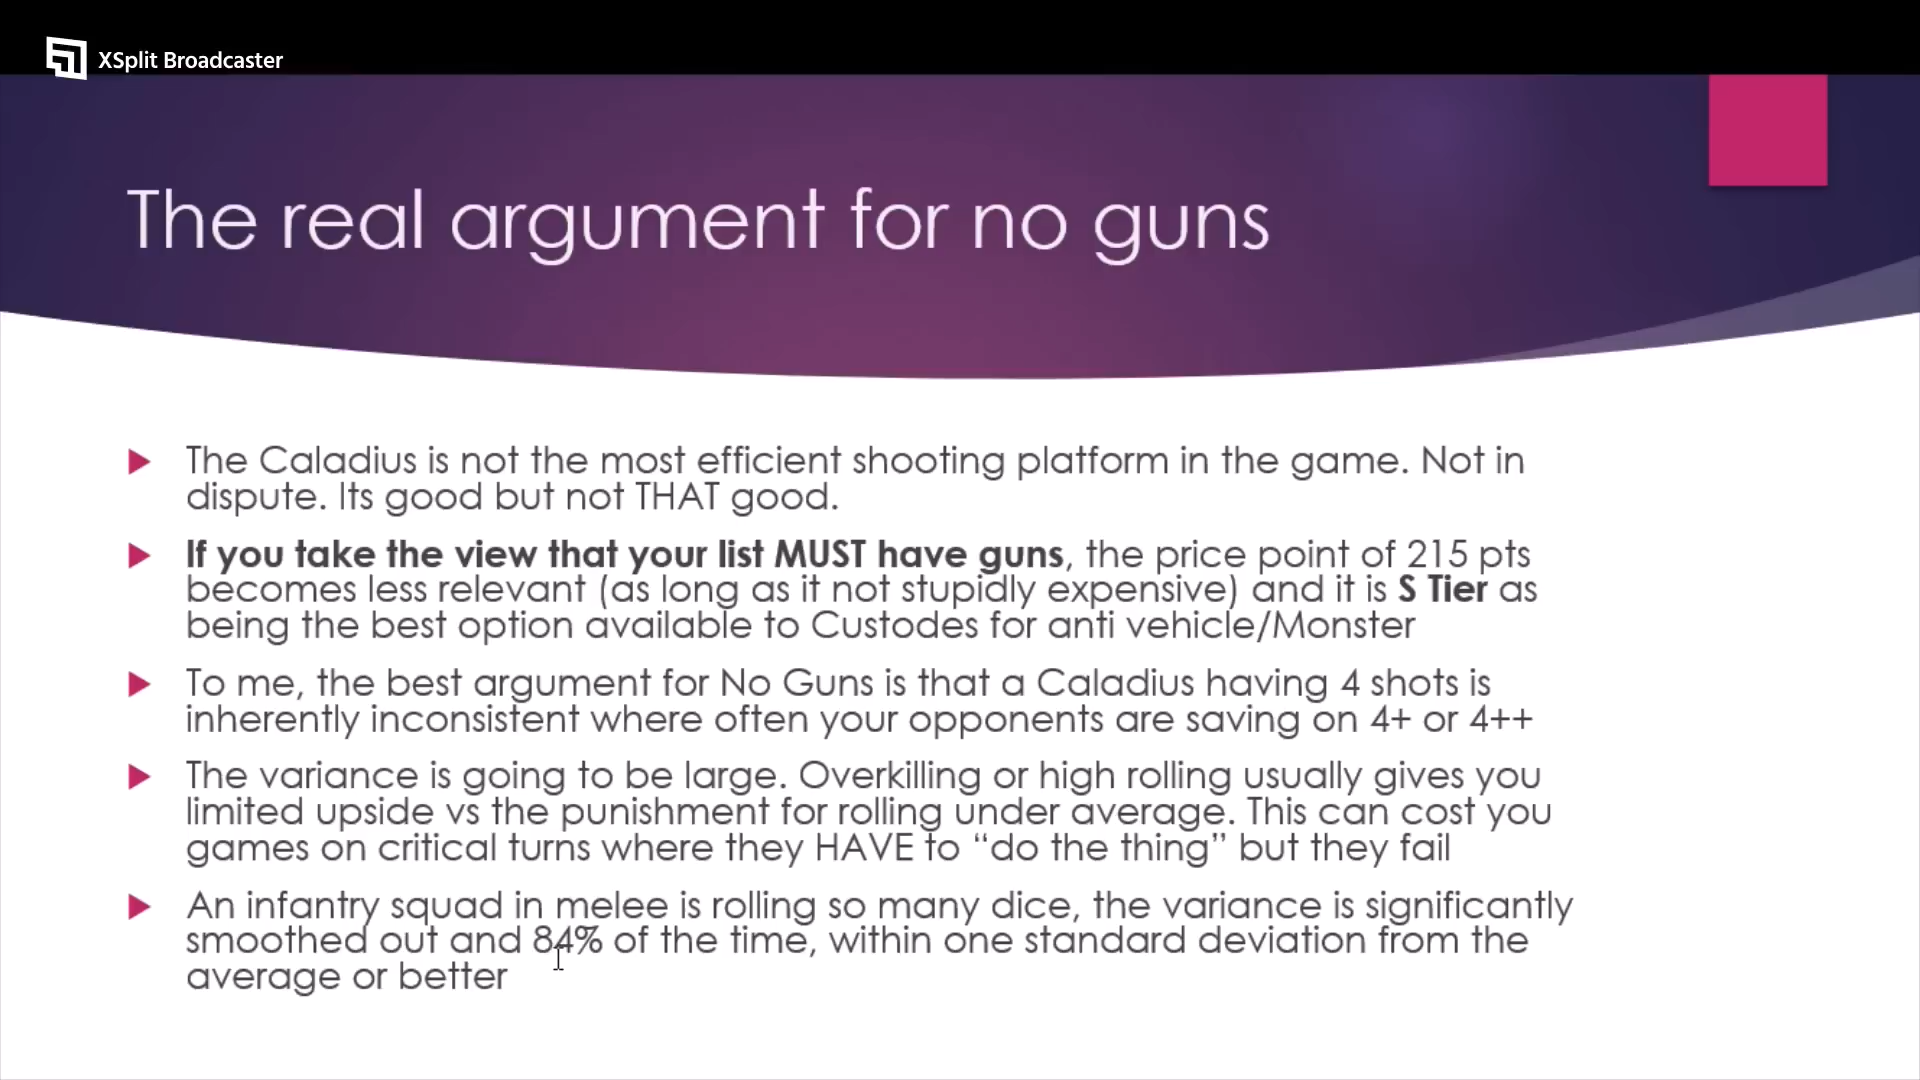 XSplit Broadcaster
The real argument for no guns
The Caladius is not the most efficient shooting platform in the game. Not in
dispute. Its good but not THAT good.
If you take the view that your list MUST have guns, the price point of 215 pts
becomes less relevant (as long as it not stupidly expensive) and it is S Tier as
being the best option available to Custodes for anti vehicle/Monster
To me, the best argument for No Guns is that a Caladius having 4 shots is
inherently inconsistent where often your opponents are saving on 4+ or 4++
The variance is going to be large. Overkilling or high rolling usually gives you
limited upside vs the punishment for rolling under average. This can cost you
games on critical turns where they HAVE to “do the thing” but they fail
An infantry squad in melee is rolling so many dice, the variance is significantly
smoothed out and 84% of the time, within one standard deviation from the
average or better